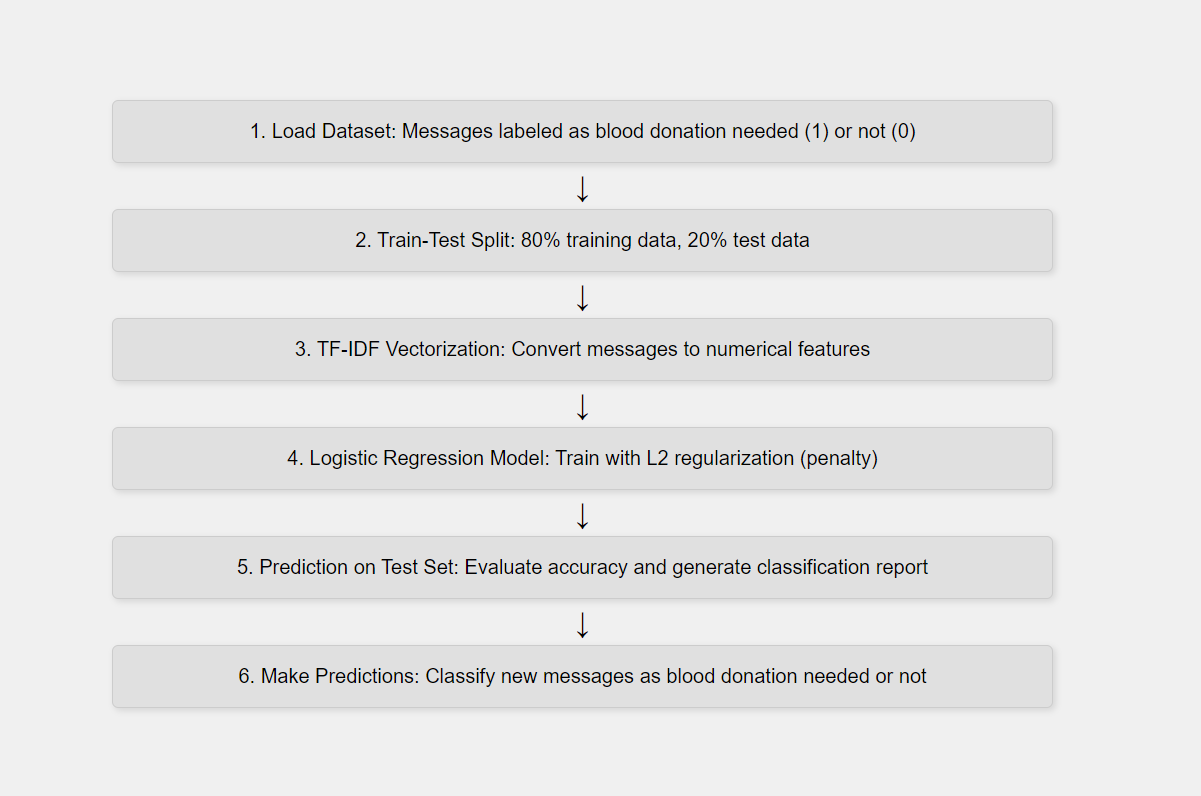 1. Load Dataset: Messages labeled as blood donation needed (1) or not (0)
↓
2. Train-Test Split: 80% training data, 20% test data
↓
3. TF-IDF Vectorization: Convert messages to numerical features
↓
4. Logistic Regression Model: Train with L2 regularization (penalty)
↓
5. Prediction on Test Set: Evaluate accuracy and generate classification report
↓
6. Make Predictions: Classify new messages as blood donation needed or not